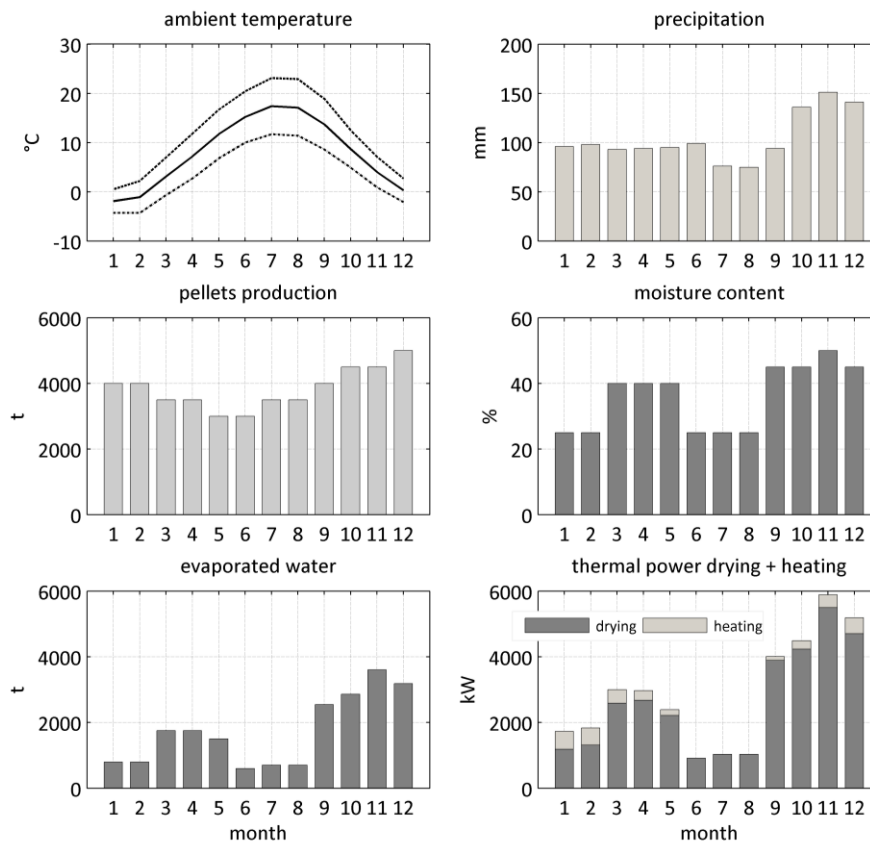 ambient temperature
30
20
10
0
-10
°C
1 2 3 4 5 6 7 8 9 10 11 12
precipitation
200
150
100
50
0
mm
1 2 3 4 5 6 7 8 9 10 11 12
pellets production
6000
4000
2000
0
t
1 2 3 4 5 6 7 8 9 10 11 12
moisture content
60
40
20
0
%
1 2 3 4 5 6 7 8 9 10 11 12
evaporated water
6000
4000
2000
0
t
1 2 3 4 5 6 7 8 9 10 11 12
month
thermal power drying + heating
6000
4000
2000
0
kW
drying heating
1 2 3 4 5 6 7 8 9 10 11 12
month